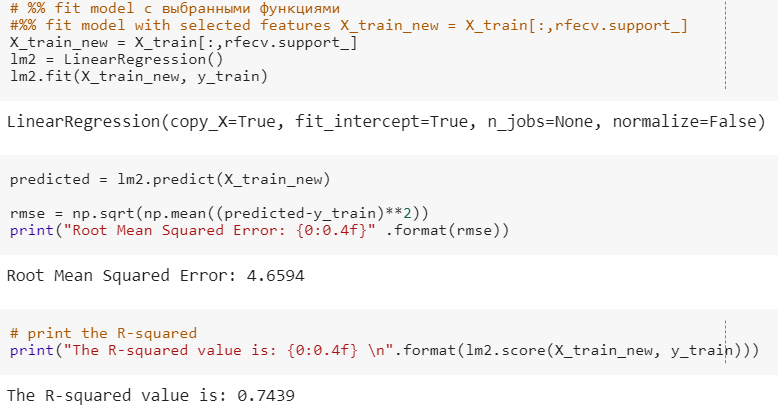 # %% fit model с выбранными функциями
#%% fit model with selected features X_train_new = X_train[:,rfecv.support_]
X_train_new = X_train[:,rfecv.support_]
lm2 = LinearRegression()
lm2.fit(X_train_new, y_train)
LinearRegression(copy_X=True, fit_intercept=True, n_jobs=None, normalize=False)
predicted = lm2.predict(X_train_new)
rmse = np.sqrt(np.mean((predicted-y_train)**2))
print("Root Mean Squared Error: {0:0.4f}" .format(rmse))
Root Mean Squared Error: 4.6594
# print the R-squared
print("The R-squared value is: {0:0.4f} \n".format(lm2.score(X_train_new, y_train)))
The R-squared value is: 0.7439